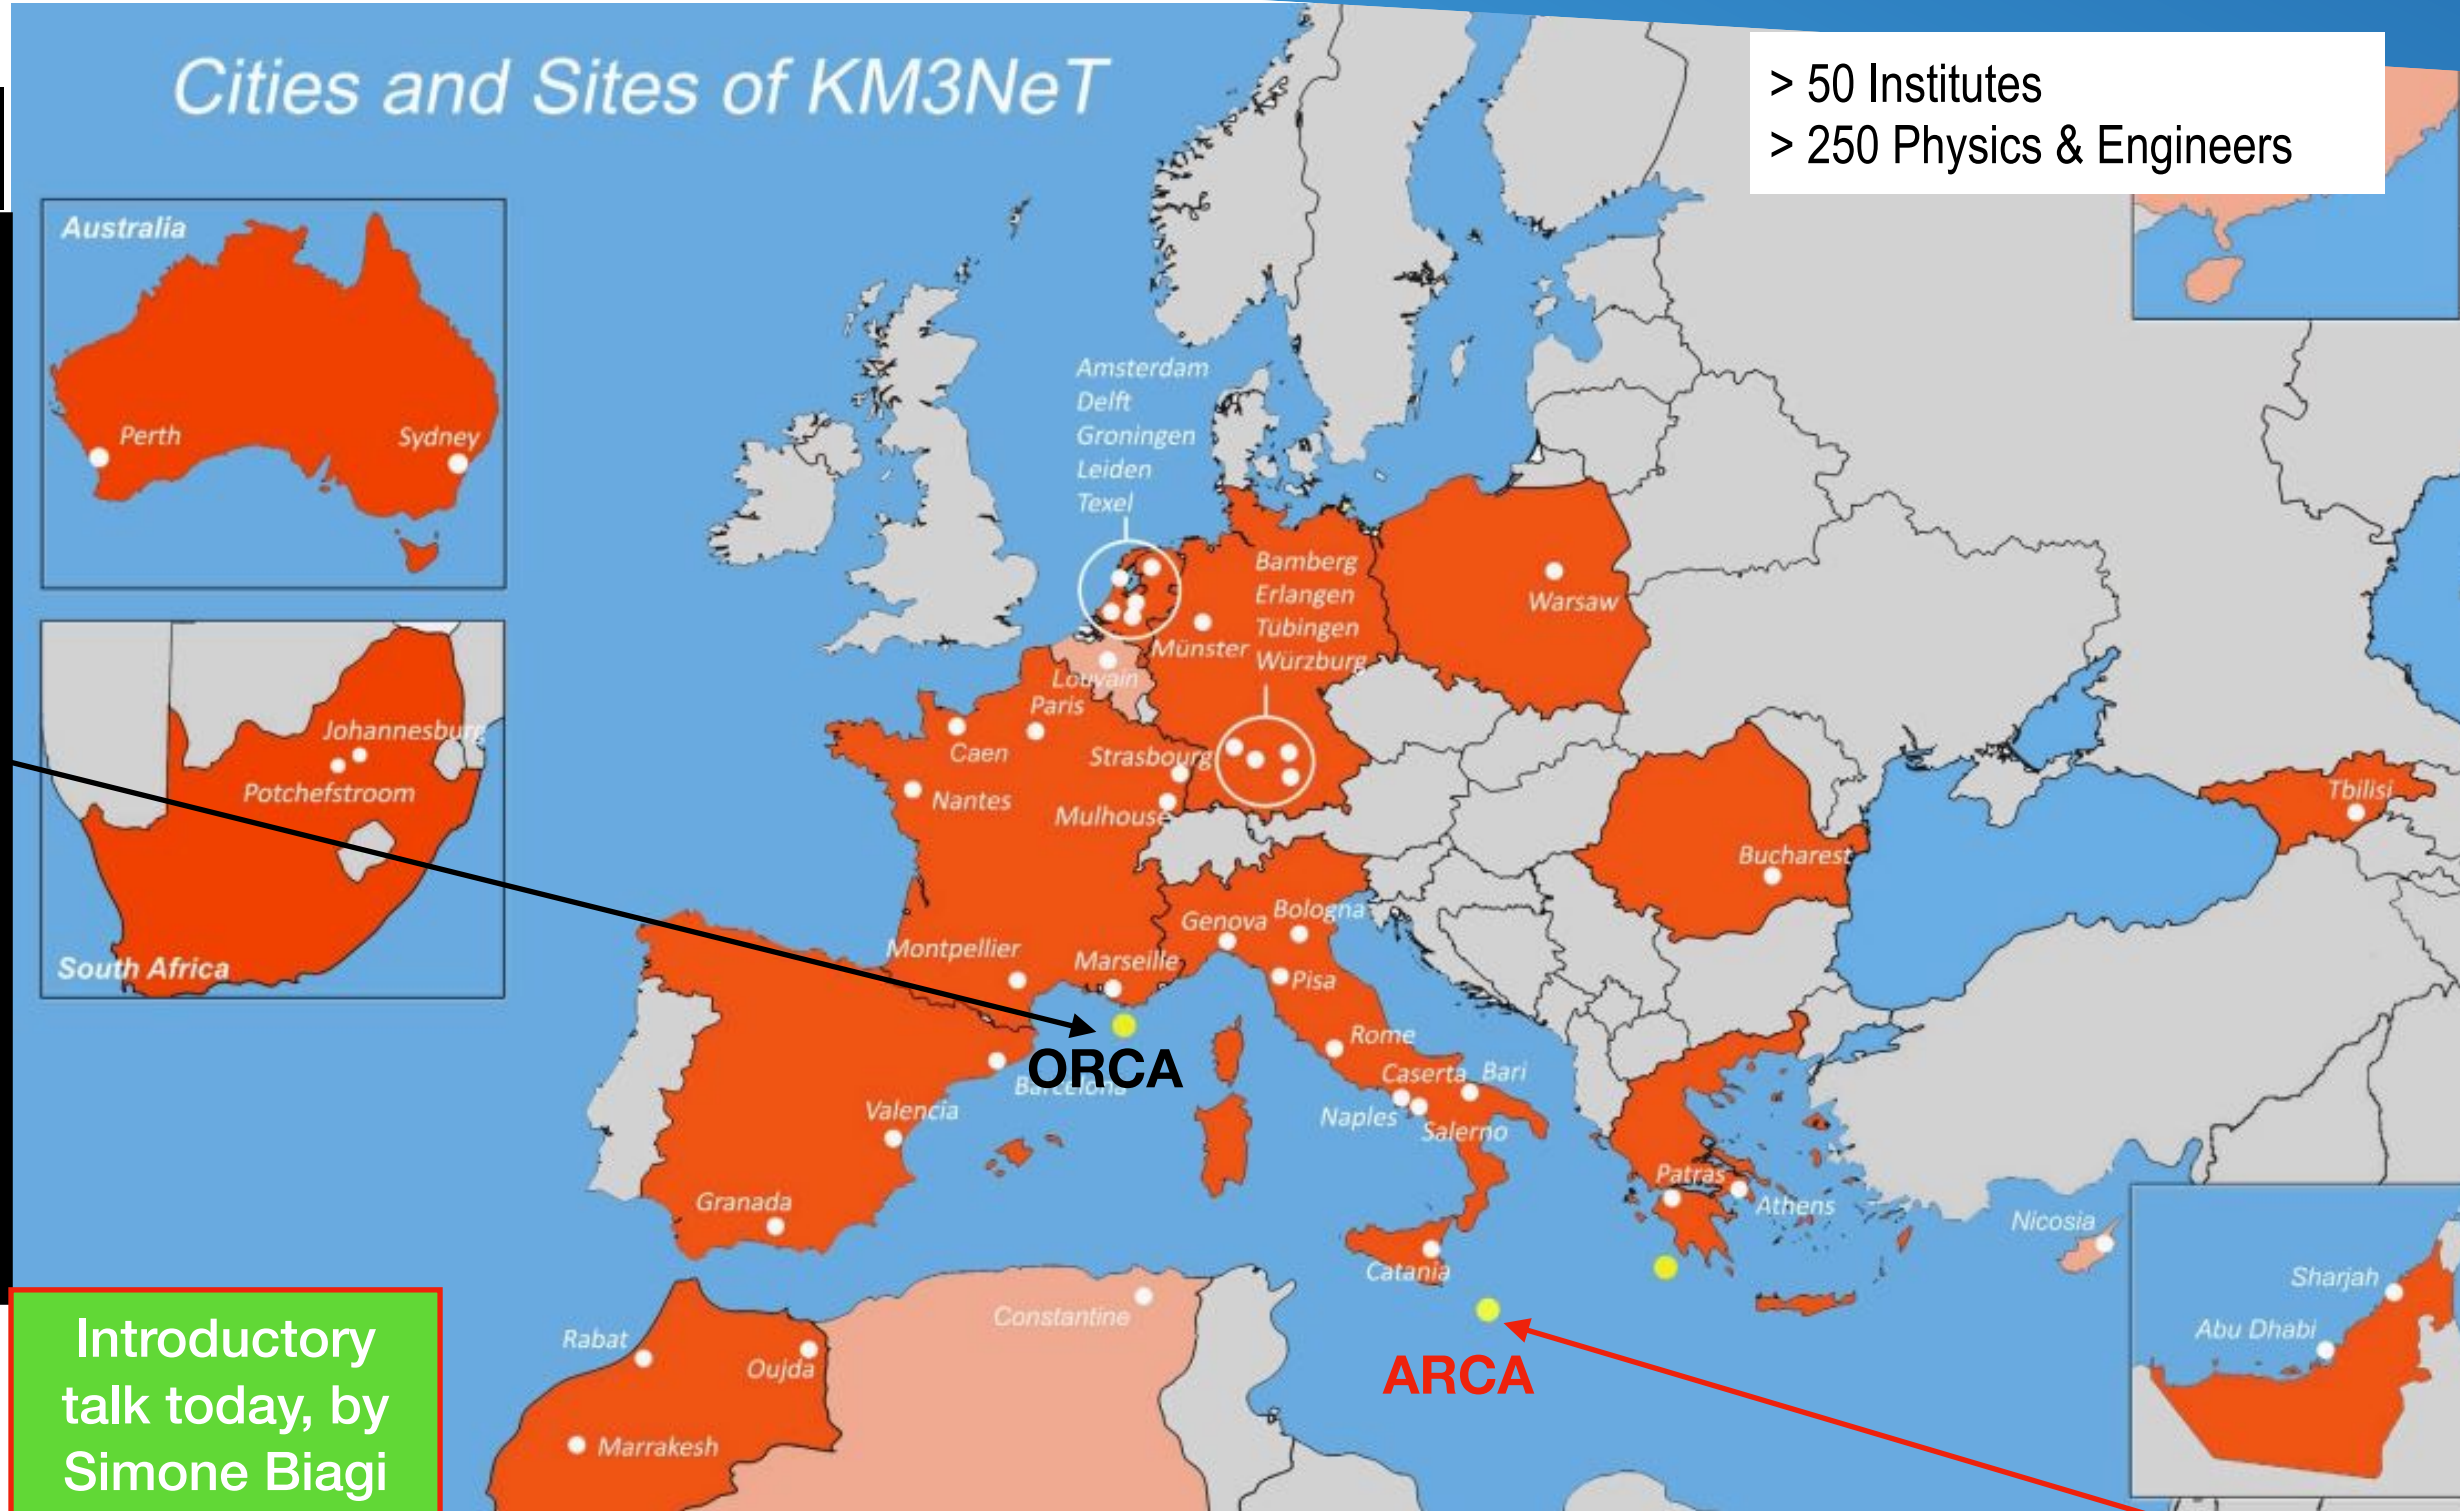 Cities and Sites of KM3NeT
> 50 Institutes
> 250 Physics & Engineers
Australia
Perth
Sydney
Johannesburg
Potchefstroom
South Africa
Amsterdam
Delft
Groningen
Leiden
Texel
Bamberg
Erlangen
Tübingen
Würzburg
Münster
Warsaw
Louvain
Paris
Caen
Strasbourg
Nantes
Mulhouse
Tbilisi
Bucharest
Genova
Bologna
Montpellier
Marseille
Pisa
Rome
ORCA
Barcelona
Caserta
Bari
Naples
Salerno
Valencia
Granada
Patras
Athens
Nicosia
Catania
Sharjah
Abu Dhabi
Constantine
Rabat
Oujda
Marrakesh
ARCA
Introductory
talk today, by
Simone Biagi